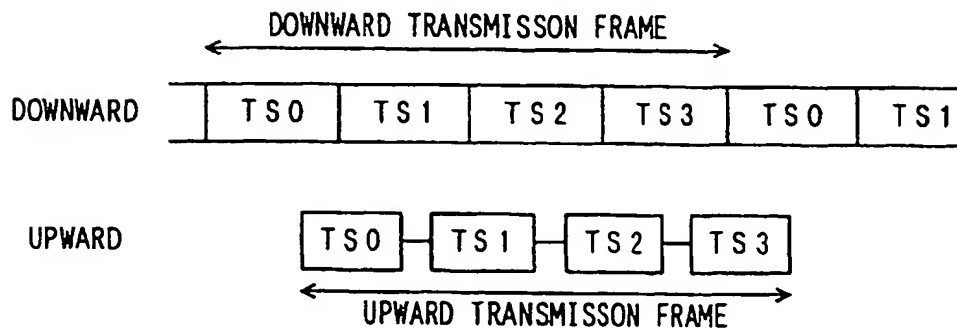 DOWNWARD TRANSMISSON FRAME
DOWNWARD TS0 TS1 TS2 TS3 TS0 TS1
UPWARD TS0 TS1 TS2 TS3
UPWARD TRANSMISSON FRAME